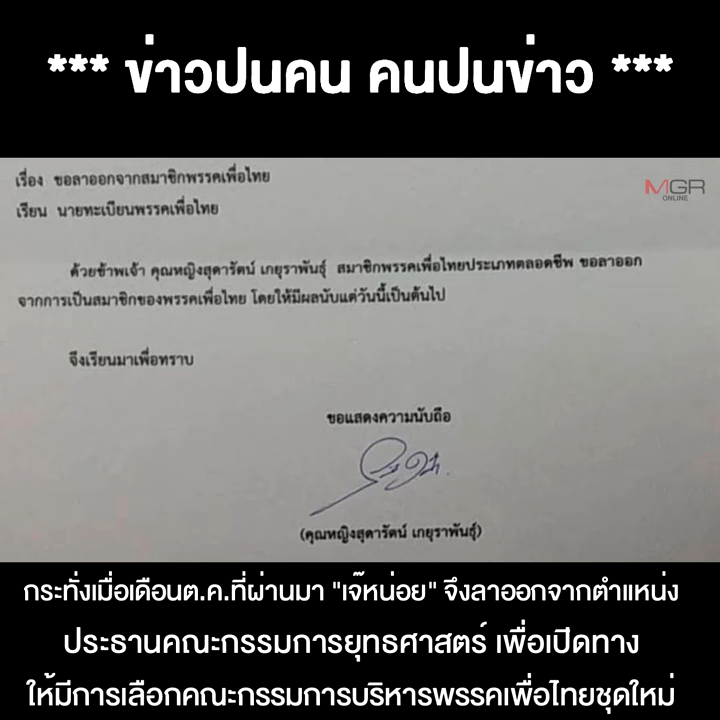 *** ข่าวปนคน คนปนข่าว ***
เรื่อง ขอลาออกจากสมาชิกพรรคเพื่อไทย
MGR
ONLINE
เรียน นายทะเบียนพรรคเพื่อไทย
ด้วยข้าพเจ้า คุณหญิงสุดารัตน์ เกยุราพันธุ์ สมาชิกพรรคเพื่อไทยประเภทตลอดชีพ ขอลาออก
จากการเป็นสมาชิกของพรรคเพื่อไทย โดยให้มีผลนับแต่วันนี้เป็นต้นไป
จึงเรียนมาเพื่อทราบ
ขอแสดงความนับถือ
(คุณหญิงสุดารัตน์ เกยุราพันธุ์)
กระทั่งเมื่อเดือนต.ค.ที่ผ่านมา "เจ๊หน่อย" จึงลาออกจากตำแหน่ง
ประธานคณะกรรมการยุทธศาสตร์ เพื่อเปิดทาง
ให้มีการเลือกคณะกรรมการบริหารพรรคเพื่อไทยชุดใหม่